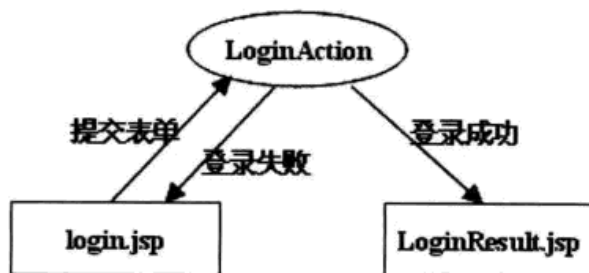 LoginAction
提交表单
登录成功
登录失败
login.jsp
LoginResult.jsp